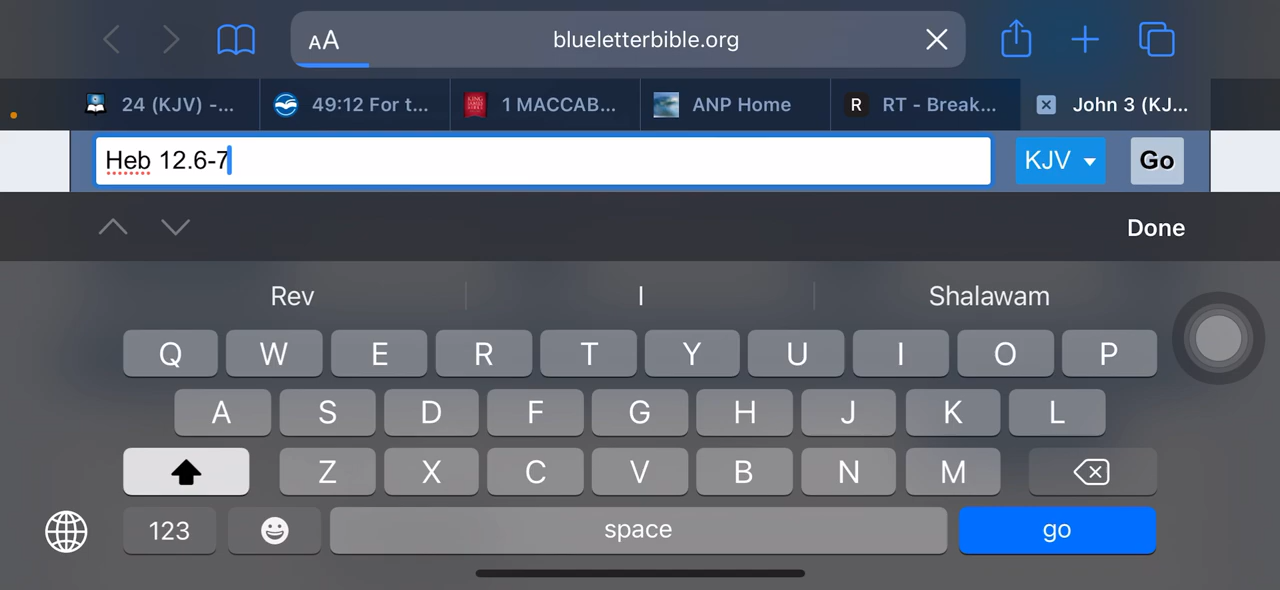 AA blueletterbible.org
24 (KJV) -... 49:12 For t... 1 MACCAB... ANP Home R RT - Break... John 3 (KJ...
Heb 12.6-7 KJV Go
Done
Rev I Shalawam
Q W E R T Y U I O P
A S D F G H J K L
Z X C V B N M
123 space go